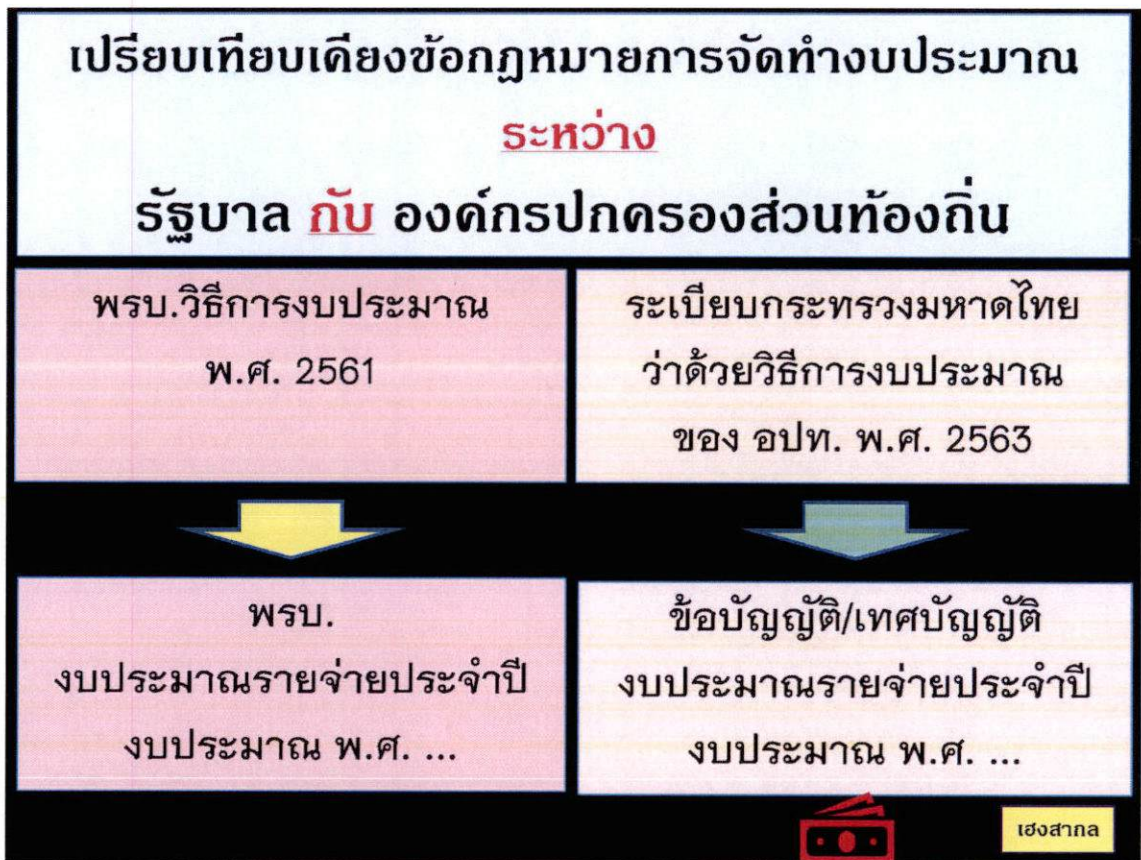 เปรียบเทียบเคียงข้อกฎหมายการจัดทำงบประมาณ
ระหว่าง
รัฐบาล กับ องค์กรปกครองส่วนท้องถิ่น
พรบ.วิธีการงบประมาณ
พ.ศ. 2561
ระเบียบกระทรวงมหาดไทย
ว่าด้วยวิธีการงบประมาณ
ของ อปท. พ.ศ. 2563
พรบ.
งบประมาณรายจ่ายประจำปี
งบประมาณ พ.ศ. ...
ข้อบัญญัติ/เทศบัญญัติ
งบประมาณรายจ่ายประจำปี
งบประมาณ พ.ศ ...
เฮงสากล